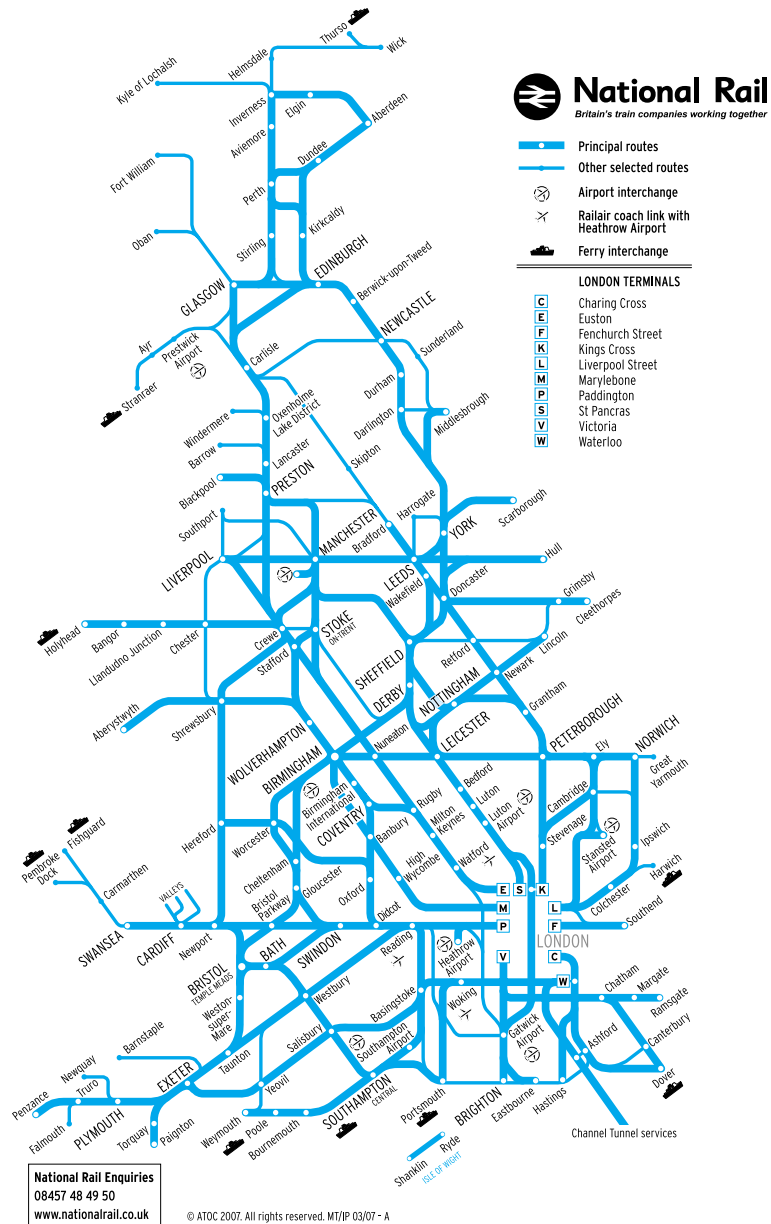 Thurso
Wick
Helmsdale
Kyle of Lochalsh
Inverness
Elgin
Aberdeen
Aviemore
Dundee
Fort William
Perth
Kirkcaldy
Oban
Stirling
EDINBURGH
GLASGOW
Berwick-upon-Tweed
NEWCASTLE
Sunderland
Ayr
Prestwick
Airport
Carlisle
Stranraer
Durham
Darlington
Middlesbrough
Oxenholme
Lake District
Windermere
Barrow
Lancaster
Skipton
Blackpool
PRESTON
Harrogate
Scarborough
Southport
MANCHESTER
Bradford
YORK
LIVERPOOL
LEEDS
Hull
Wakefield
Doncaster
Grimsby
Cleethorpes
Holyhead
Bangor
Llandudno Junction
Chester
Crewe
STOKE
ON-TRENT
Stafford
SHEFFIELD
Retford
Lincoln
Newark
DERBY
NOTTINGHAM
Grantham
Aberystwyth
Shrewsbury
WOLVERHAMPTON
BIRMINGHAM
Nuneaton
LEICESTER
PETERBOROUGH
Ely
NORWICH
Great
Yarmouth
Birmingham
International
COVENTRY
Rugby
Bedford
Luton
Luton
Airport
Cambridge
Stevenage
Stansted
Airport
Ipswich
Harwich
Hereford
Worcester
Banbury
Milton
Keynes
High
Wycombe
Watford
Pembroke
Dock
Fishguard
Carmarthen
VALLEYS
Cheltenham
Gloucester
Bristol
Parkway
Oxford
Didcot
Colchester
Southend
E
S
K
M
L
P
F
V
C
W
LONDON
SWANSEA
CARDIFF
Newport
BATH
SWINDON
Reading
Heathrow
Airport
BRISTOL
TEMPLE MEADS
Weston-
Super-
Mare
Westbury
Basingstoke
Woking
Chatham
Margate
Ramsgate
Gatwick
Airport
Ashford
Canterbury
Barnstaple
Salisbury
Southampton
Airport
Taunton
EXETER
Yeovil
Newquay
Truro
Penzance
Falmouth
PLYMOUTH
Torquay
Paignton
Weymouth
Poole
Bournemouth
SOUTHAMPTON
CENTRAL
Portsmouth
BRIGHTON
Eastbourne
Hastings
Dover
Channel Tunnel services
Ryde
Shanklin
ISLE OF WIGHT
National Rail
Britain's train companies working together
Principal routes
Other selected routes
Airport interchange
Railair coach link with
Heathrow Airport
Ferry interchange
LONDON TERMINALS
C Charing Cross
E Euston
F Fenchurch Street
K Kings Cross
L Liverpool Street
M Marylebone
P Paddington
S St Pancras
V Victoria
W Waterloo
National Rail Enquiries
08457 48 49 50
www.nationalrail.co.uk
© ATOC 2007. All rights reserved. MT/IP 03/07 - A